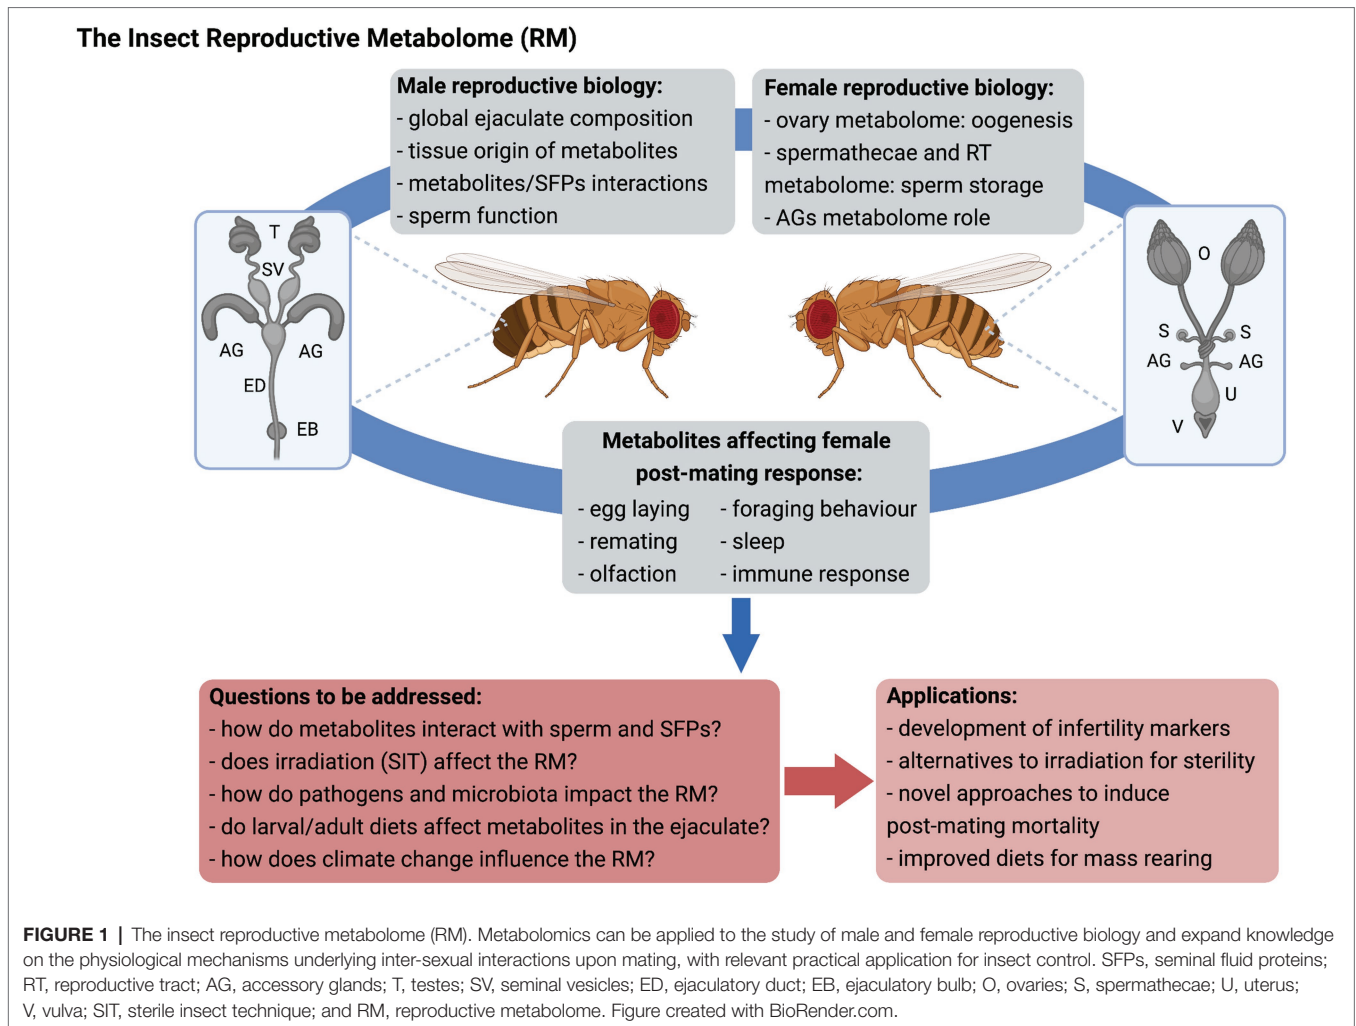 The Insect Reproductive Metabolome (RM)
Male reproductive biology:
- global ejaculate composition
- tissue origin of metabolites
- metabolites/SFPs interactions
- sperm function
Female reproductive biology:
- ovary metabolome: oogenesis
- spermathecae and RT
metabolome: sperm storage
- AGs metabolome role
T
SV
AG AG
ED
EB
O
S S
AG AG
U
V
Metabolites affecting female
post-mating response:
- egg laying - foraging behaviour
- remating - sleep
- olfaction - immune response
Questions to be addressed:
- how do metabolites interact with sperm and SFPs?
- does irradiation (SIT) affect the RM?
- how do pathogens and microbiota impact the RM?
- do larval/adult diets affect metabolites in the ejaculate?
- how does climate change influence the RM?
Applications:
- development of infertility markers
- alternatives to irradiation for sterility
- novel approaches to induce
post-mating mortality
- improved diets for mass rearing
FIGURE 1 | The insect reproductive metabolome (RM). Metabolomics can be applied to the study of male and female reproductive biology and expand knowledge
on the physiological mechanisms underlying inter-sexual interactions upon mating, with relevant practical application for insect control. SFPs, seminal fluid proteins;
RT, reproductive tract; AG, accessory glands; T, testes; SV, seminal vesicles; ED, ejaculatory duct; EB, ejaculatory bulb; O, ovaries; S, spermathecae; U, uterus;
V, vulva; SIT, sterile insect technique; and RM, reproductive metabolome. Figure created with BioRender.com.